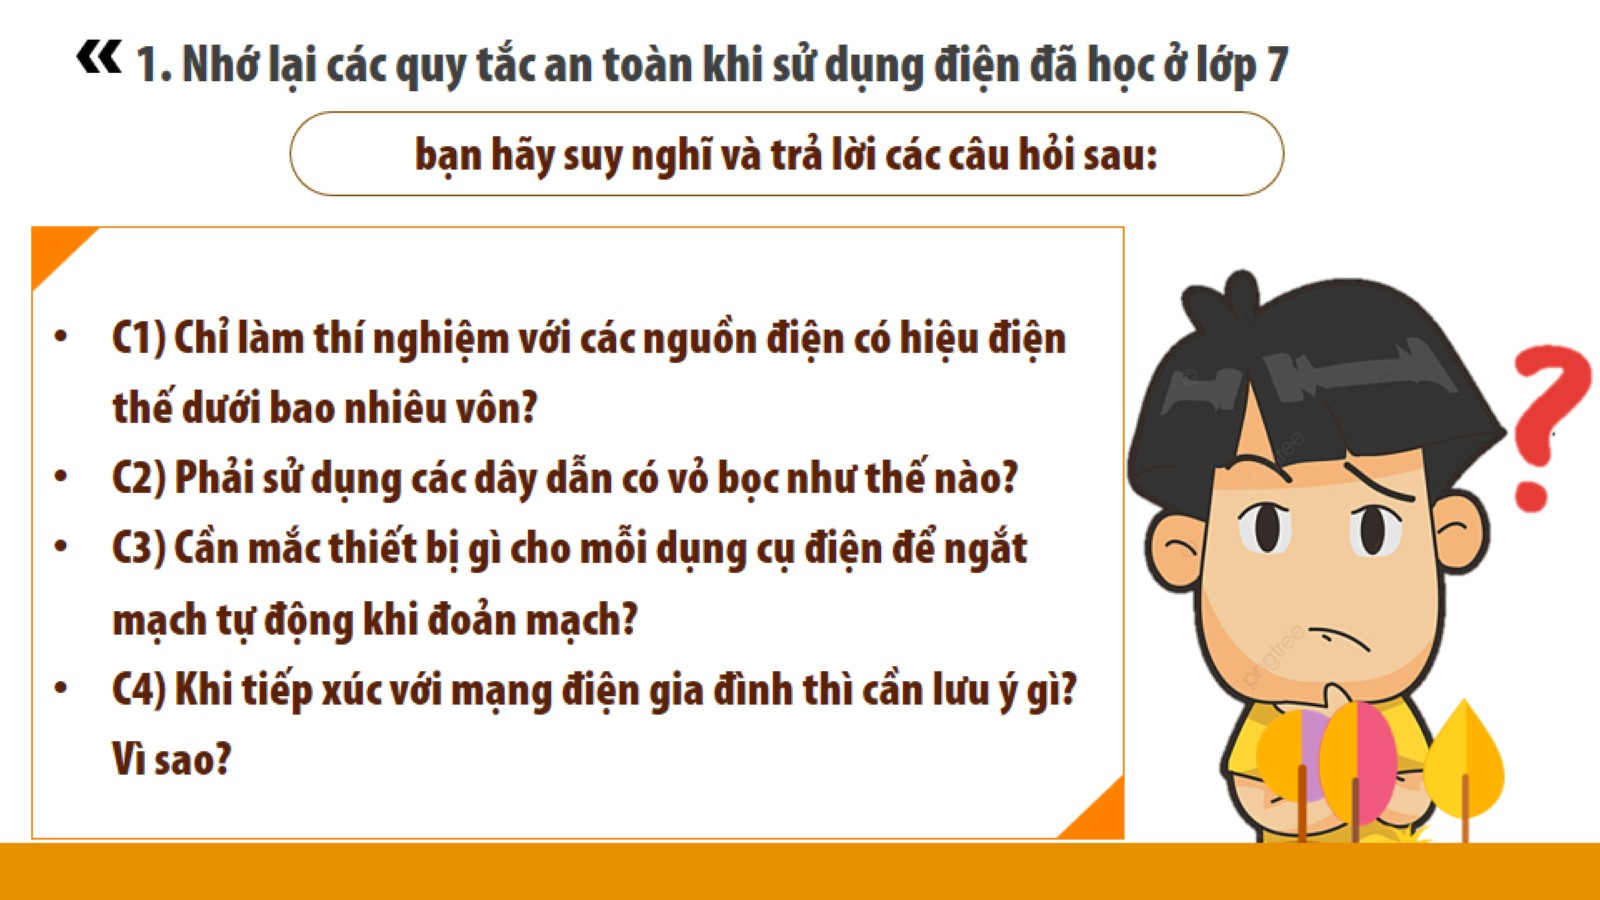 1. Nhớ lại các quy tắc an toàn khi sử dụng điện đã học ở lớp 7
bạn hãy suy nghĩ và trả lời các câu hỏi sau:
• C1) Chỉ làm thí nghiệm với các nguồn điện có hiệu điện
thế dưới bao nhiêu vôn?
• C2) Phải sử dụng các dây dẫn có vỏ bọc như thế nào?
• C3) Cần mắc thiết bị gì cho mỗi dụng cụ điện để ngắt
mạch tự động khi đoản mạch?
• C4) Khi tiếp xúc với mạng điện gia đình thì cần lưu ý gì?
Vì sao?
?
pngtree